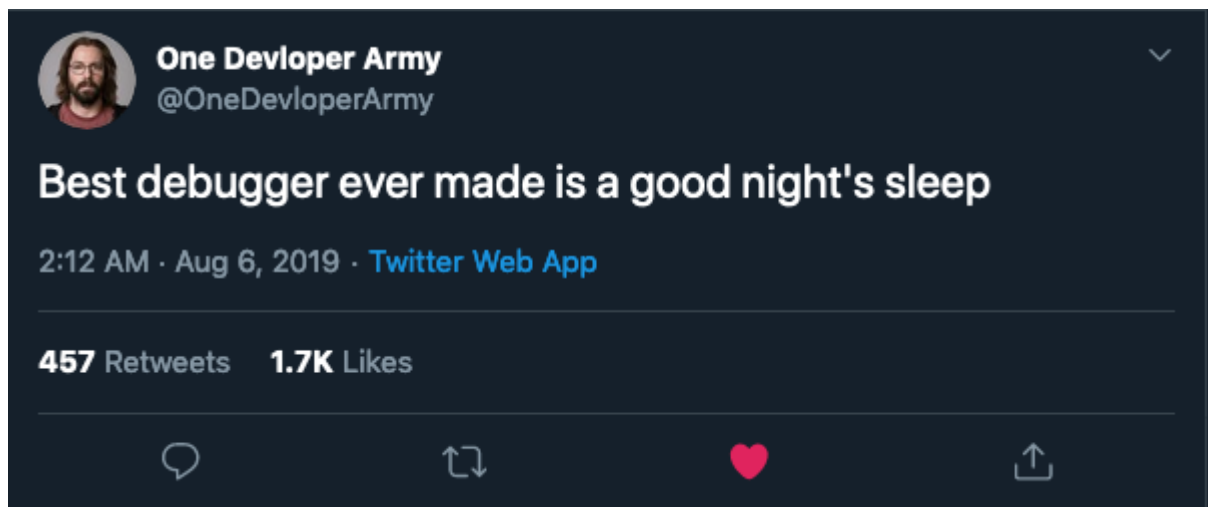 One Devloper Army
@OneDevloperArmy
Best debugger ever made is a good night's sleep
2:12 AM · Aug 6, 2019 · Twitter Web App
457 Retweets 1.7K Likes